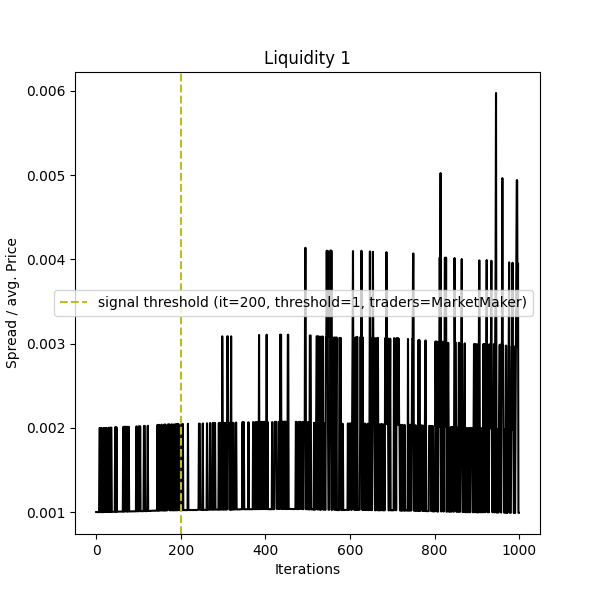 Liquidity 1
0.006
0.005
0.004
0.003
0.002
0.001
Spread / avg. Price
signal threshold (it=200, threshold=1, traders=MarketMaker)
0 200 400 600 800 1000
Iterations